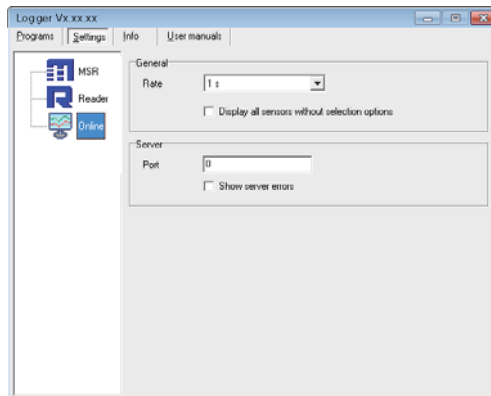 Logger Vx.xx.xx
Programs Settings Info User manuals
MSR
Reader
Online
General
Rate 1 s
Display all sensors without selection options
Server
Port 0
Show server errors